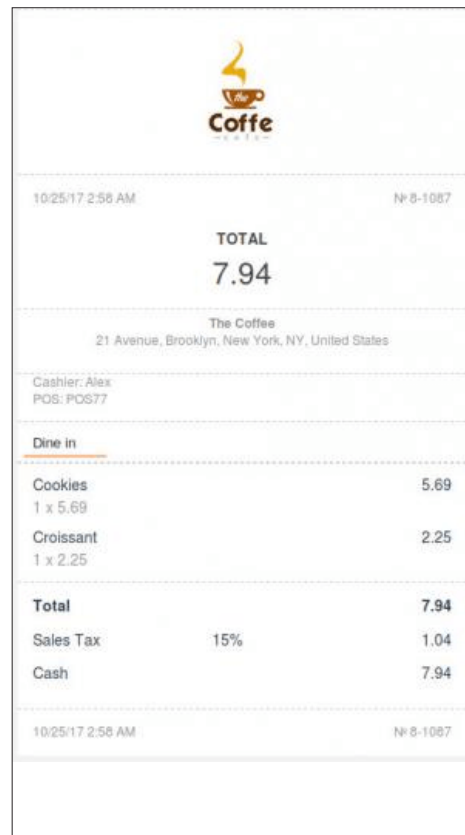 the
Coffe
cafe
10/25/17 2:58 AM № 8-1087
TOTAL
7.94
The Coffee
21 Avenue, Brooklyn, New York, NY, United States
Cashier: Alex
POS: POS77
Dine in
Cookies 5.69
1 x 5.69
Croissant 2.25
1 x 2.25
Total 7.94
Sales Tax 15% 1.04
Cash 7.94
10/25/17 2:58 AM № 8-1087